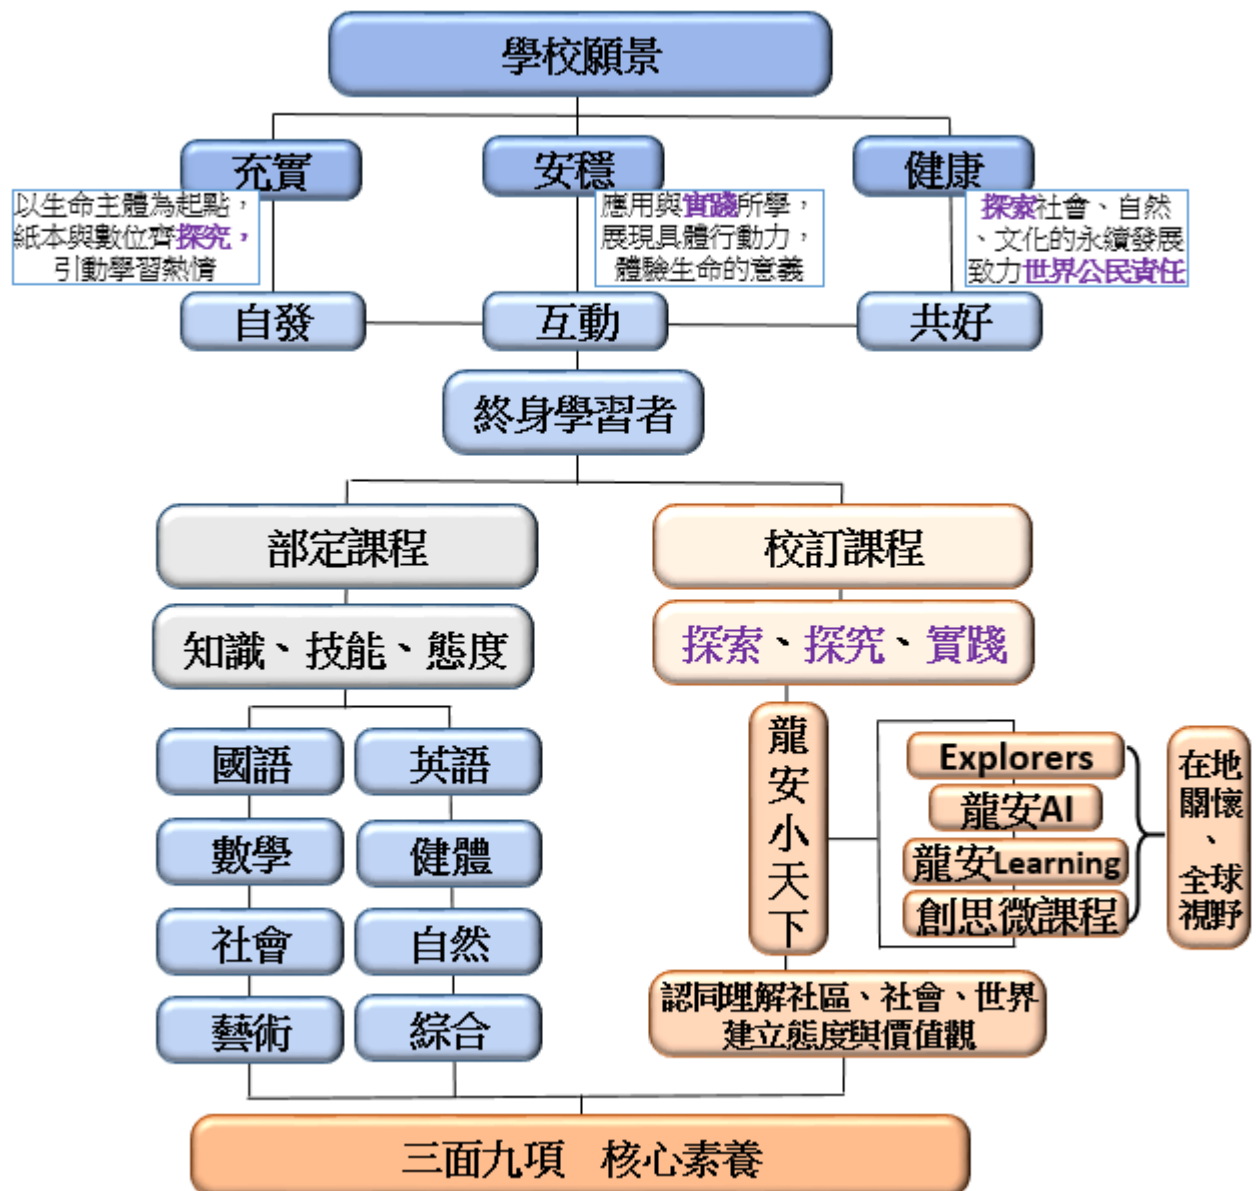 學校願景
充實
安穩
健康
以生命主體為起點，
紙本與數位齊探究，
引動學習熱情
應用與實踐所學，
展現具體行動力，
體驗生命的意義
探索社會、自然
、文化的永續發展
致力世界公民責任
自發
互動
共好
終身學習者
部定課程
校訂課程
知識、技能、態度
探索、探究、實踐
國語
英語
數學
健體
社會
自然
藝術
綜合
龍安小天下
Explorers
龍安AI
龍安Learning
創思微課程
在地
關懷
、
全球
視野
認同理解社區、社會、世界
建立態度與價值觀
三面九項 核心素養